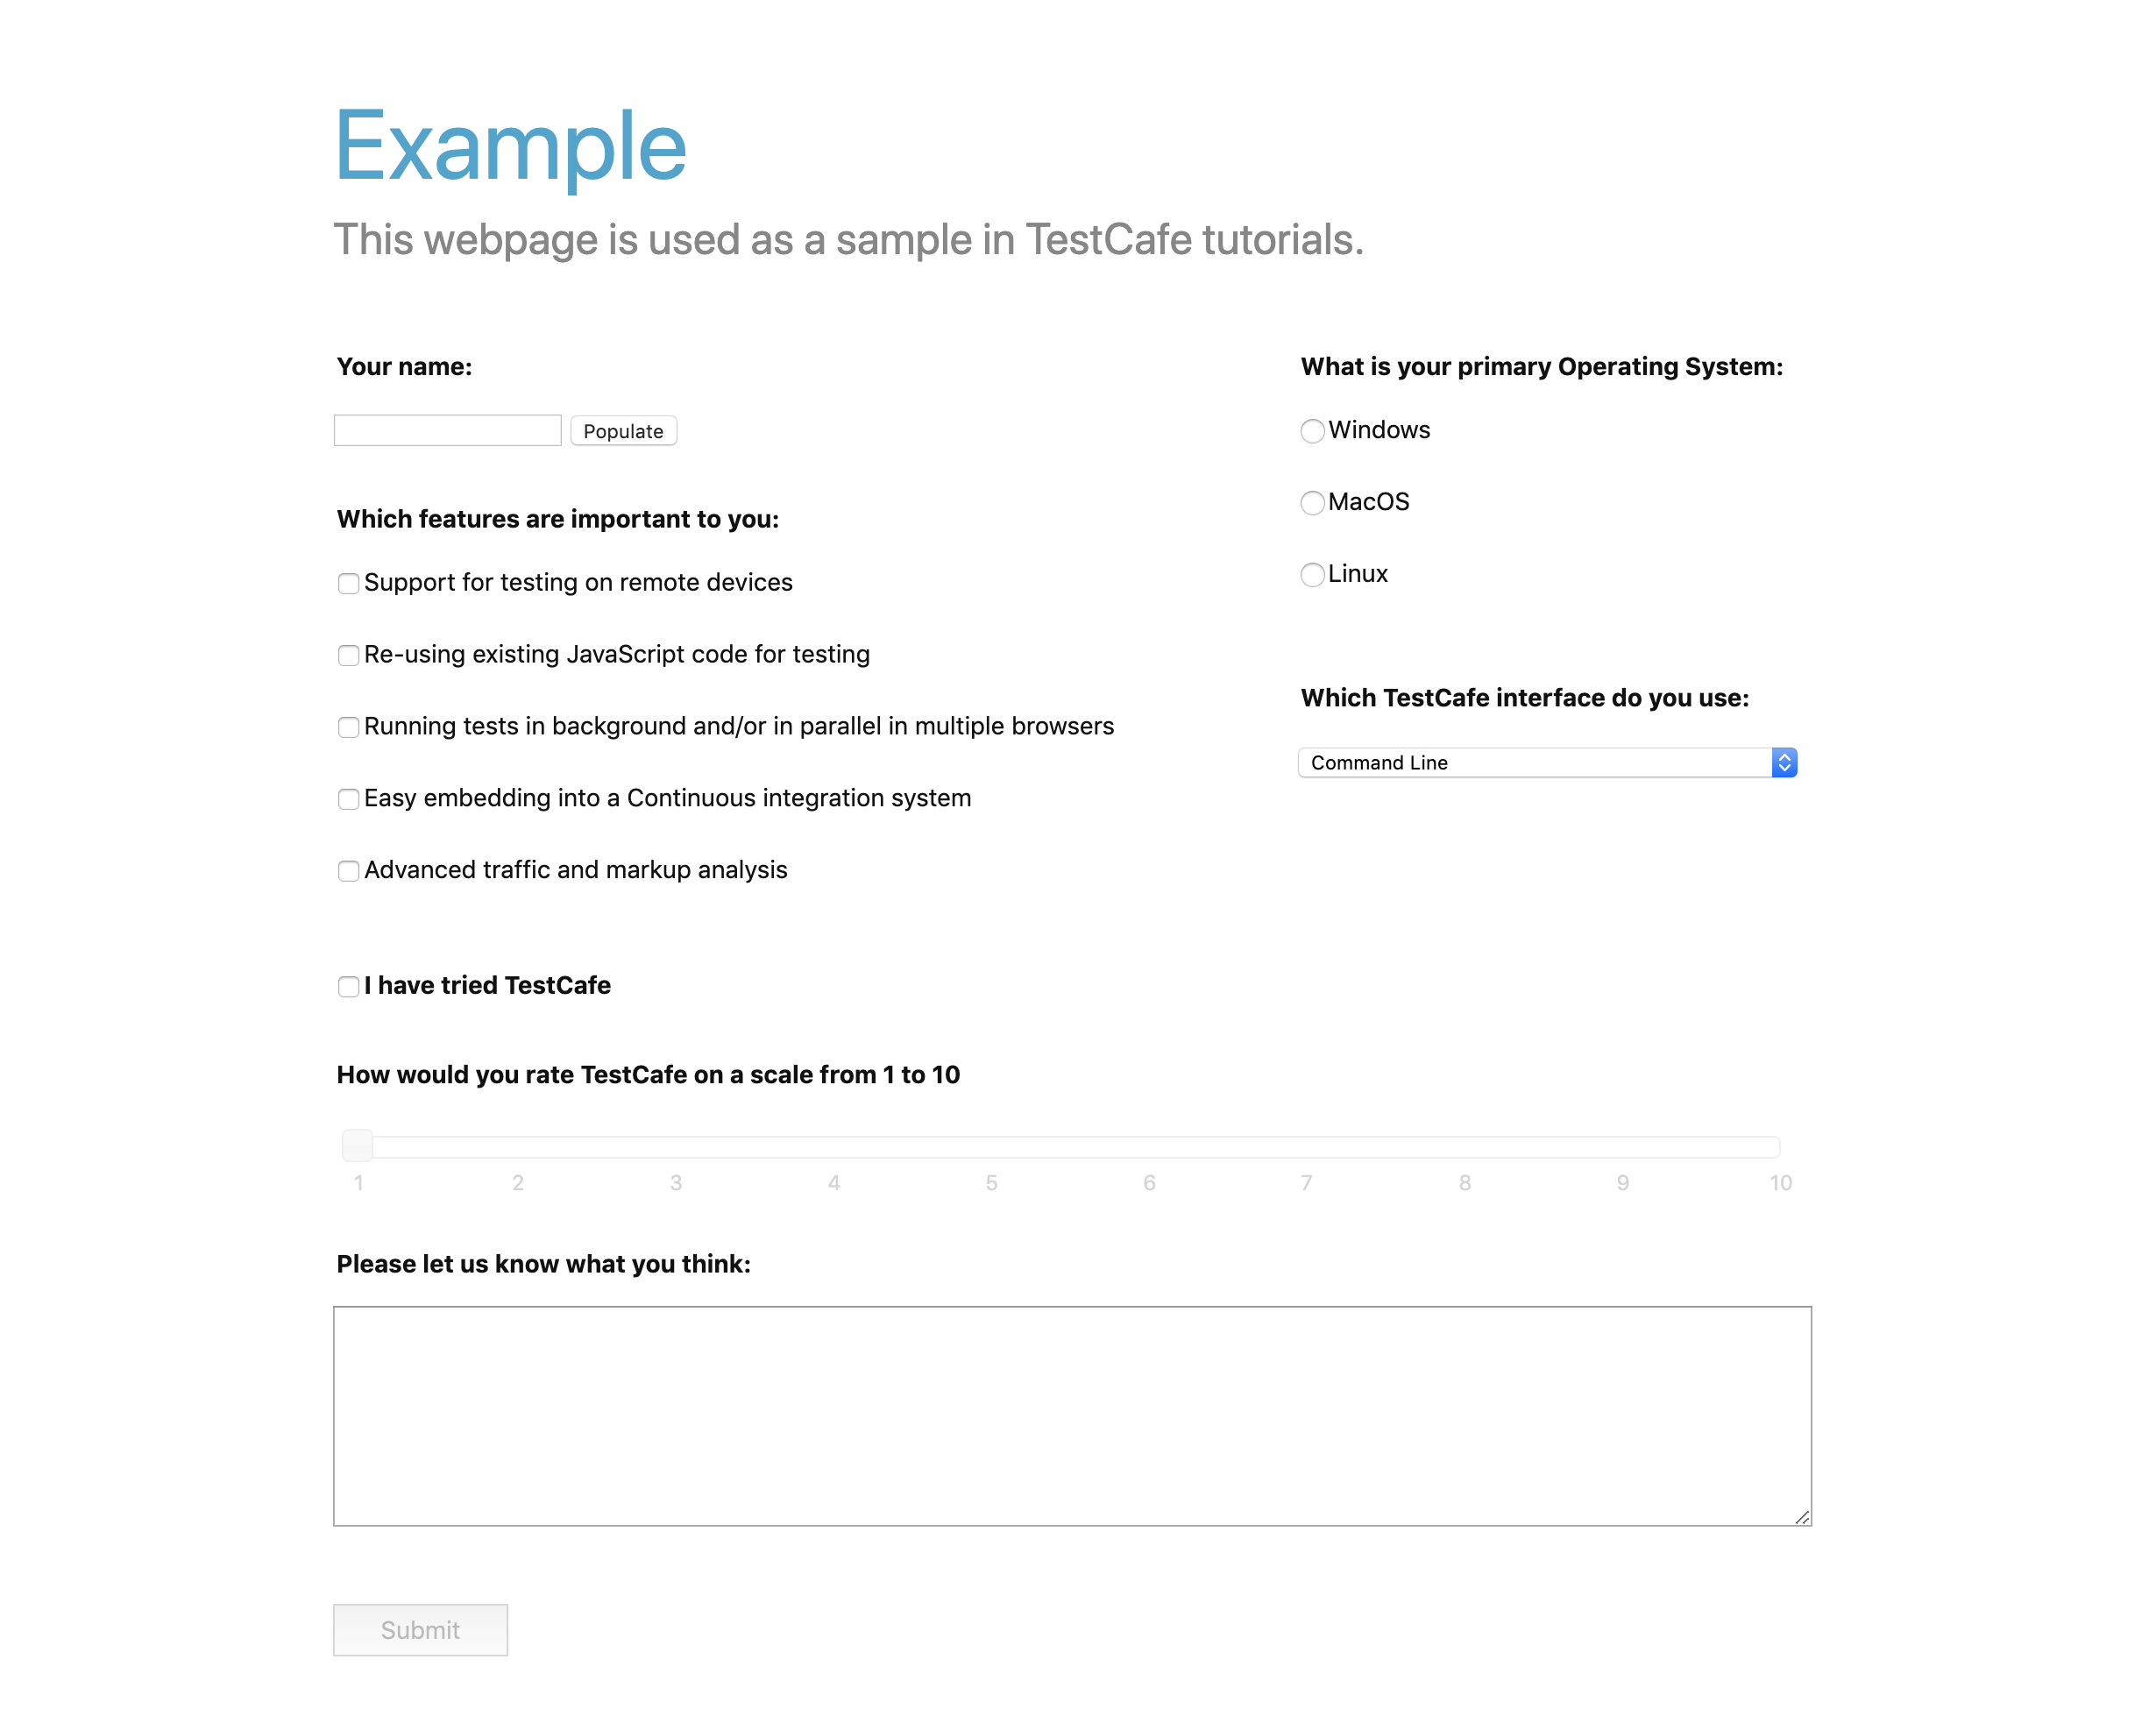 Example
This webpage is used as a sample in TestCafe tutorials.
Your name:
Populate
Which features are important to you:
Support for testing on remote devices
Re-using existing JavaScript code for testing
Running tests in background and/or in parallel in multiple browsers
Easy embedding into a Continuous integration system
Advanced traffic and markup analysis
What is your primary Operating System:
Windows
MacOS
Linux
Which TestCafe interface do you use:
Command Line
I have tried TestCafe
How would you rate TestCafe on a scale from 1 to 10
1 2 3 4 5 6 7 8 9 10
Please let us know what you think:
Submit